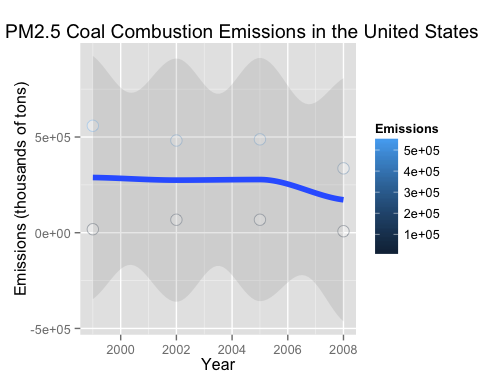 PM2.5 Coal Combustion Emissions in the United States
Emissions (thousands of tons)
5e+05
0e+00
-5e+05
2000 2002 2004 2006 2008
Year
Emissions
5e+05
4e+05
3e+05
2e+05
1e+05